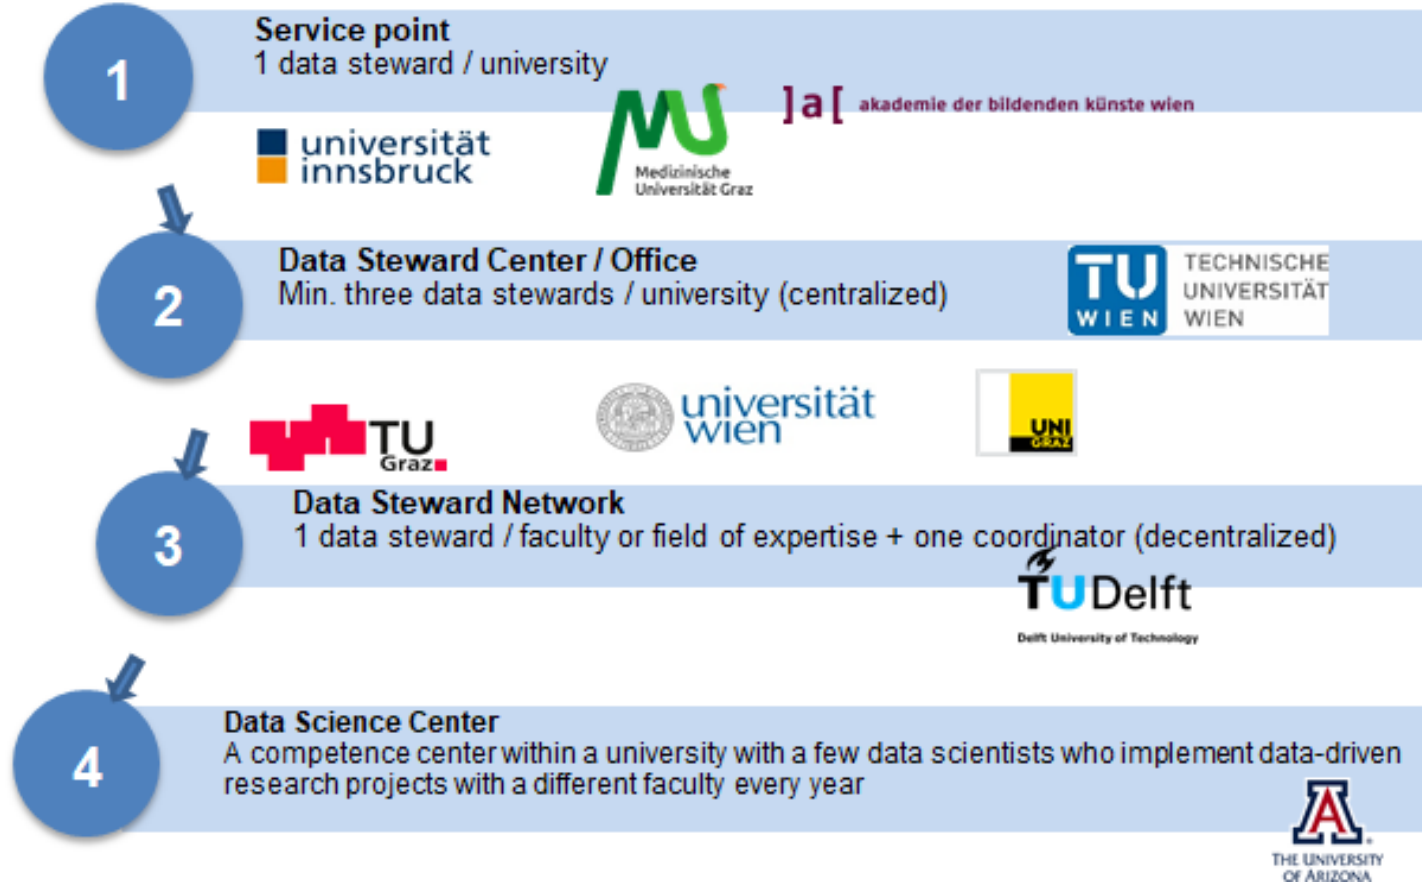 1
Service point
1 data steward / university
universität
innsbruck
Medizinische
Universität Graz
]a[ akademie der bildenden künste wien
2
Data Steward Center / Office
Min. three data stewards / university (centralized)
TU
WIEN
TECHNISCHE
UNIVERSITÄT
WIEN
TU
Graz
universität
wien
UNI
GRAZ
3
Data Steward Network
1 data steward / faculty or field of expertise + one coordinator (decentralized)
TUDelft
Delft University of Technology
4
Data Science Center
A competence center within a university with a few data scientists who implement data-driven
research projects with a different faculty every year
A
THE UNIVERSITY
OF ARIZONA